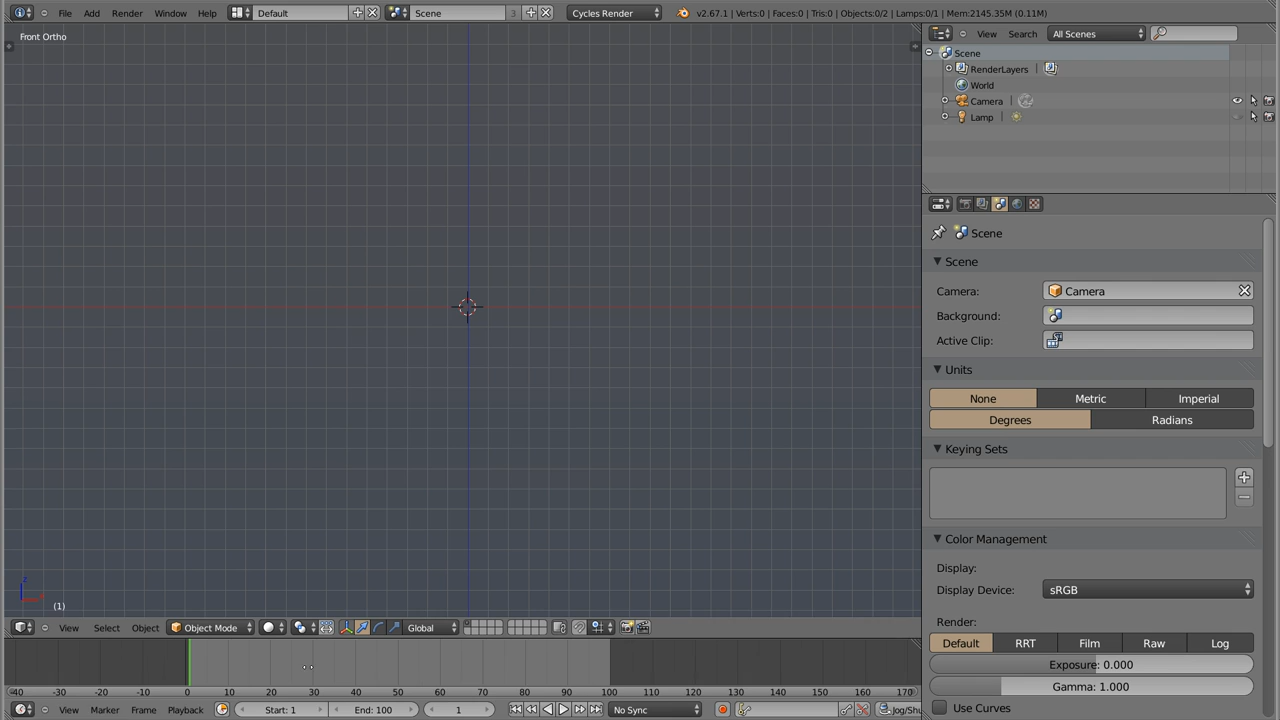 File Add Render Window Help Default Scene 3 Cycles Render v2.67.1 | Verts:0 | Faces:0 | Tris:0 | Objects:0/2 | Lamps:0/1 | Mem:2145.35M (0.11M)
Front Ortho
View Search All Scenes
Scene
RenderLayers
World
Camera
Lamp
Scene
Scene
Camera: Camera
Background:
Active Clip:
Units
None Metric Imperial
Degrees Radians
Keying Sets
Color Management
Display:
Display Device: sRGB
Render:
Default RRT Film Raw Log
Exposure: 0.000
Gamma: 1.000
Use Curves
z
(1)
View Select Object Object Mode Global
-40 -30 -20 -10 0 10 20 30 40 50 60 70 80 90 100 110 120 130 140 150 160 170
View Marker Frame Playback Start: 1 End: 100 1 No Sync jog/Shu